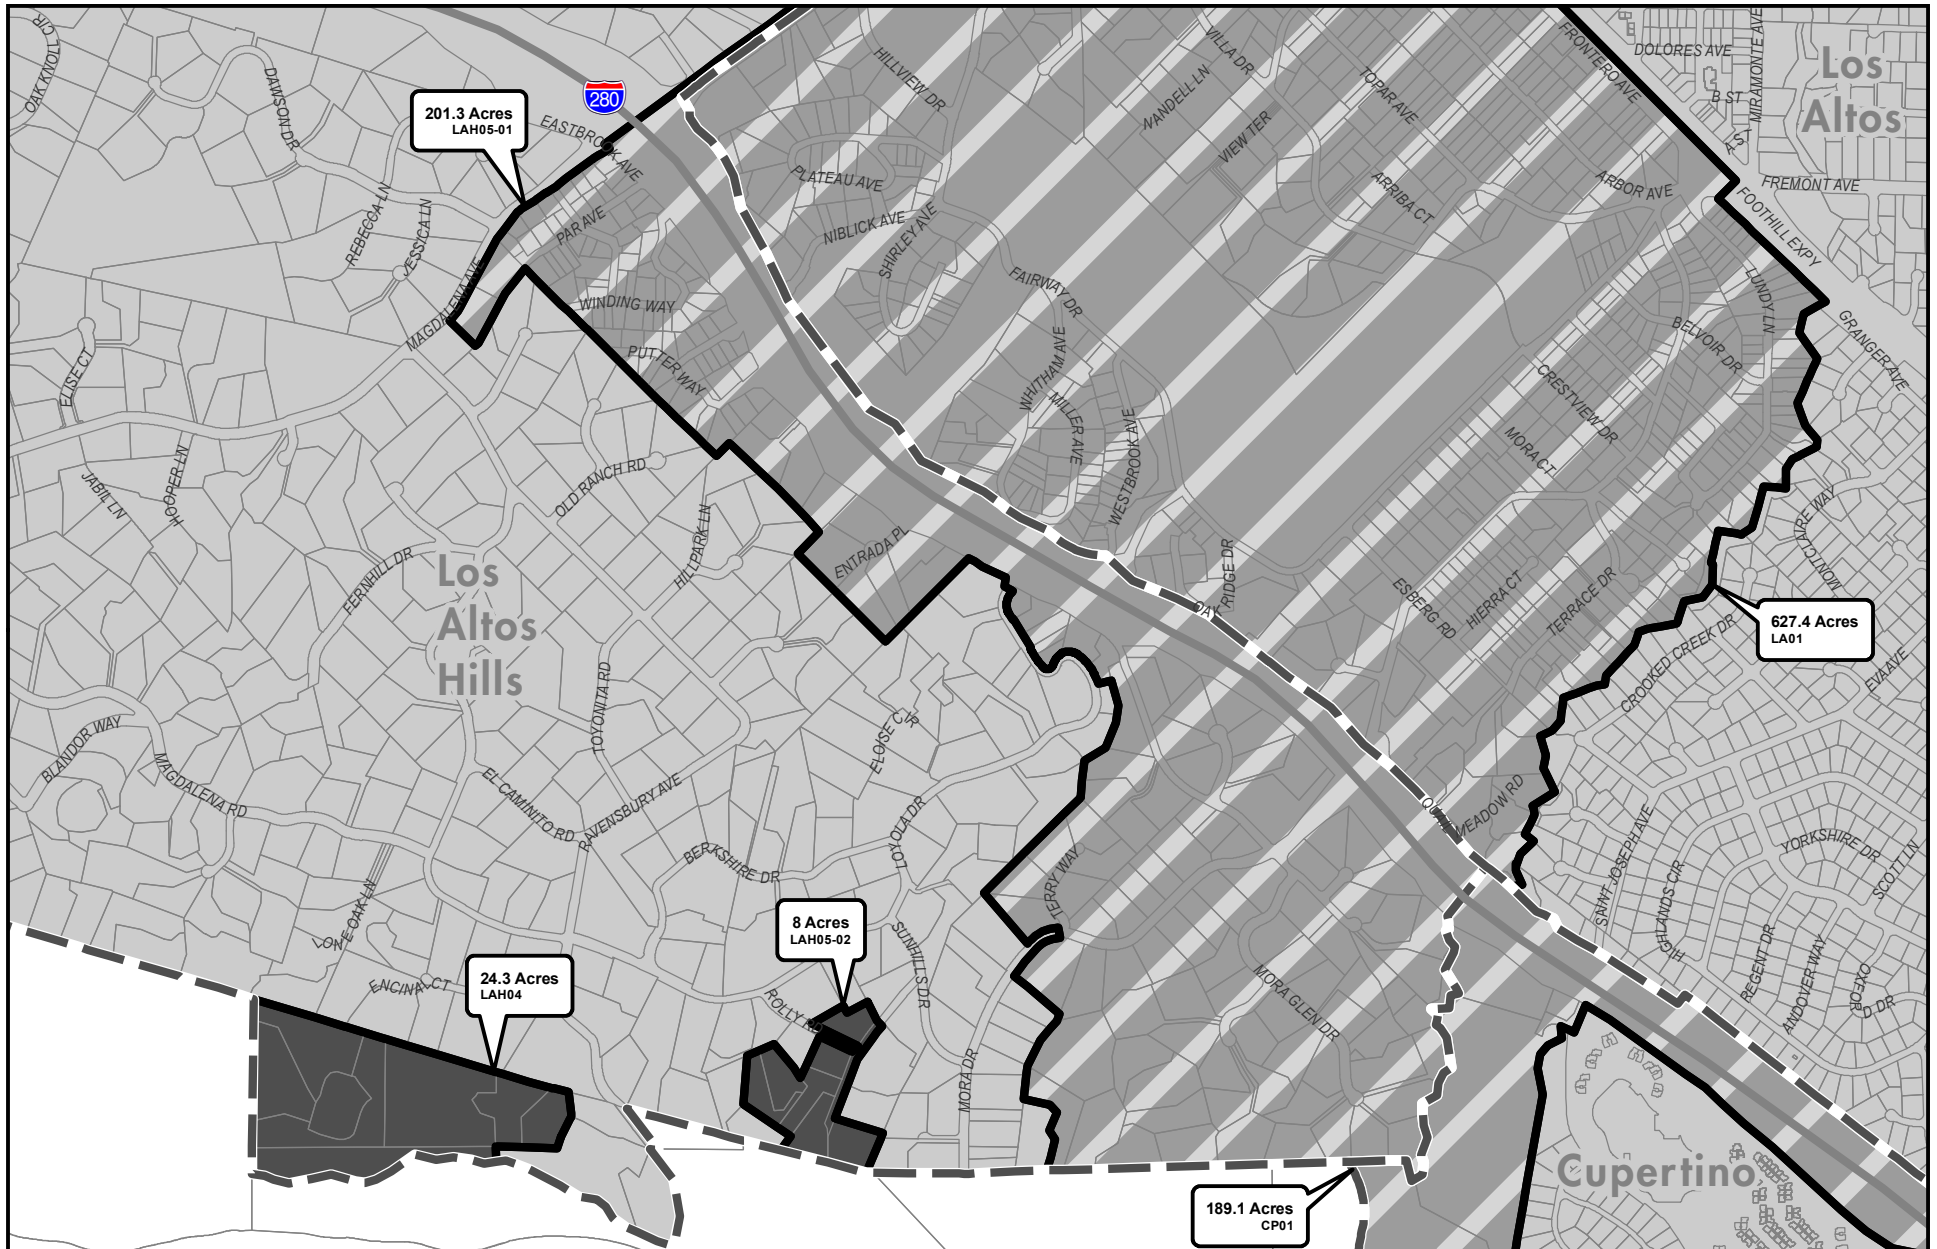 OAK KNOLL CIR
DAWSON DR
280
201.3 Acres
LAH05-01
EASTBROOK AVE
HILLVIEW DR
VILLA DR
NANDELL LN
VIEW TER
TOPAR AVE
FRONTERO AVE
DOLORES AVE
MIRAMONTE AVE
B ST
A ST
Los
Altos
FREMONT AVE
FOOTHILL EXPY
PLATEAU AVE
NIBLICK AVE
SHIRLEY AVE
ARRIBA CT
ARBOR AVE
REBECCA LN
JESSICA LN
PAR AVE
MAGDALENA AVE
WINDING WAY
PUTTER WAY
FAIRWAY DR
WHITHAM AVE
MILLER AVE
WESTBROOK AVE
LUNDY LN
BELVOIR DR
GRANGER AVE
CRESTVIEW DR
MORA CT
ELISE CT
JABIL LN
HOOPER LN
OLD RANCH RD
HILLPARK LN
FERNHILL DR
ENTRADA PL
OAK RIDGE DR
ESBERG RD
HIERRA CT
TERRACE DR
MONTCLAIRE WAY
627.4 Acres
LA01
CROOKED CREEK DR
EVA AVE
Los
Altos
Hills
BLANDOR WAY
MAGDALENA RD
TOYONITA RD
EL CAMINITO RD
RAVENSBURY AVE
ELOISE CIR
LOYOLA DR
BERKSHIRE DR
QUAIL MEADOW RD
SAINT JOSEPH AVE
YORKSHIRE DR
SCOTT LN
TERRY WAY
LONE OAK LN
8 Acres
LAH05-02
SUNHILLS DR
HIGHLANDS CIR
REGENT DR
ANDOVER WAY
OXFORD DR
ENCINAL CT
24.3 Acres
LAH04
ROLLY RD
MORA GLEN DR
MORA DR
Cupertino
189.1 Acres
CP01